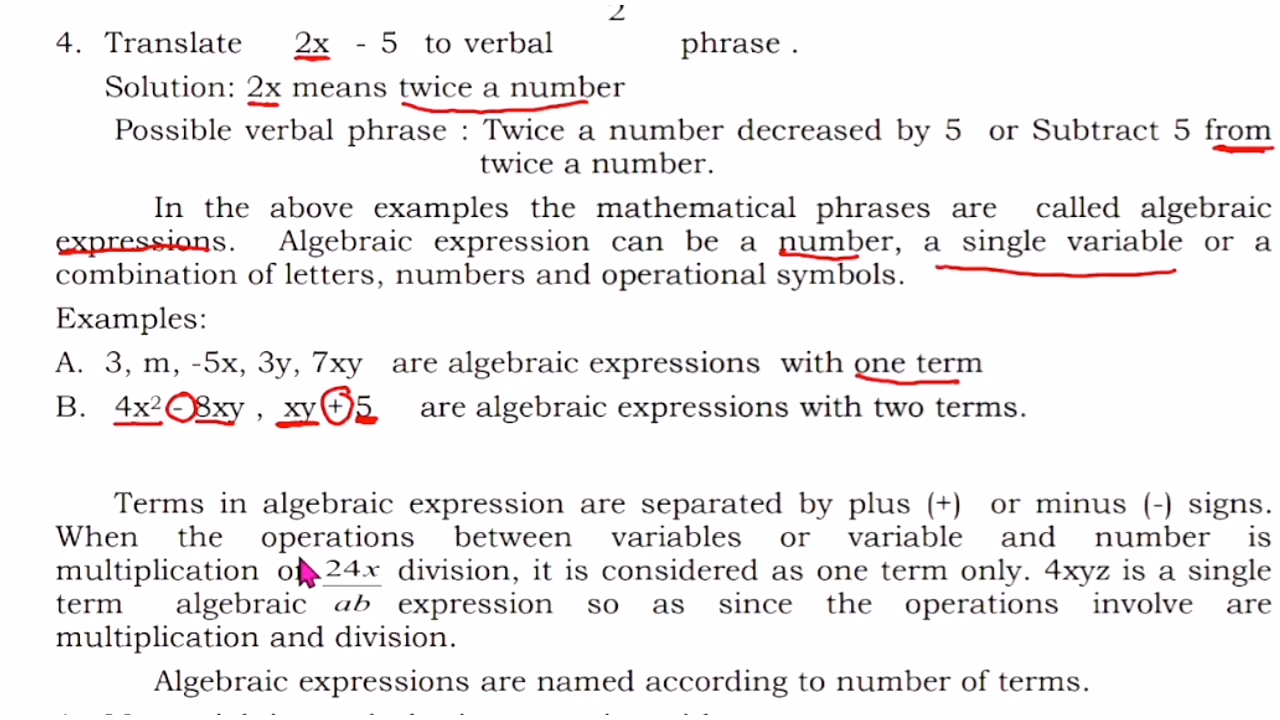 2
4. Translate 2x - 5 to verbal phrase .
Solution: 2x means twice a number
Possible verbal phrase : Twice a number decreased by 5 or Subtract 5 from
twice a number.
In the above examples the mathematical phrases are called algebraic
expressions. Algebraic expression can be a number, a single variable or a
combination of letters, numbers and operational symbols.
Examples:
A. 3, m, -5x, 3y, 7xy are algebraic expressions with one term
B. 4x² - 8xy , xy + 5 are algebraic expressions with two terms.
Terms in algebraic expression are separated by plus (+) or minus (-) signs.
When the operations between variables or variable and number is
multiplication or 24x division, it is considered as one term only. 4xyz is a single
term algebraic ab expression so as since the operations involve are
multiplication and division.
Algebraic expressions are named according to number of terms.